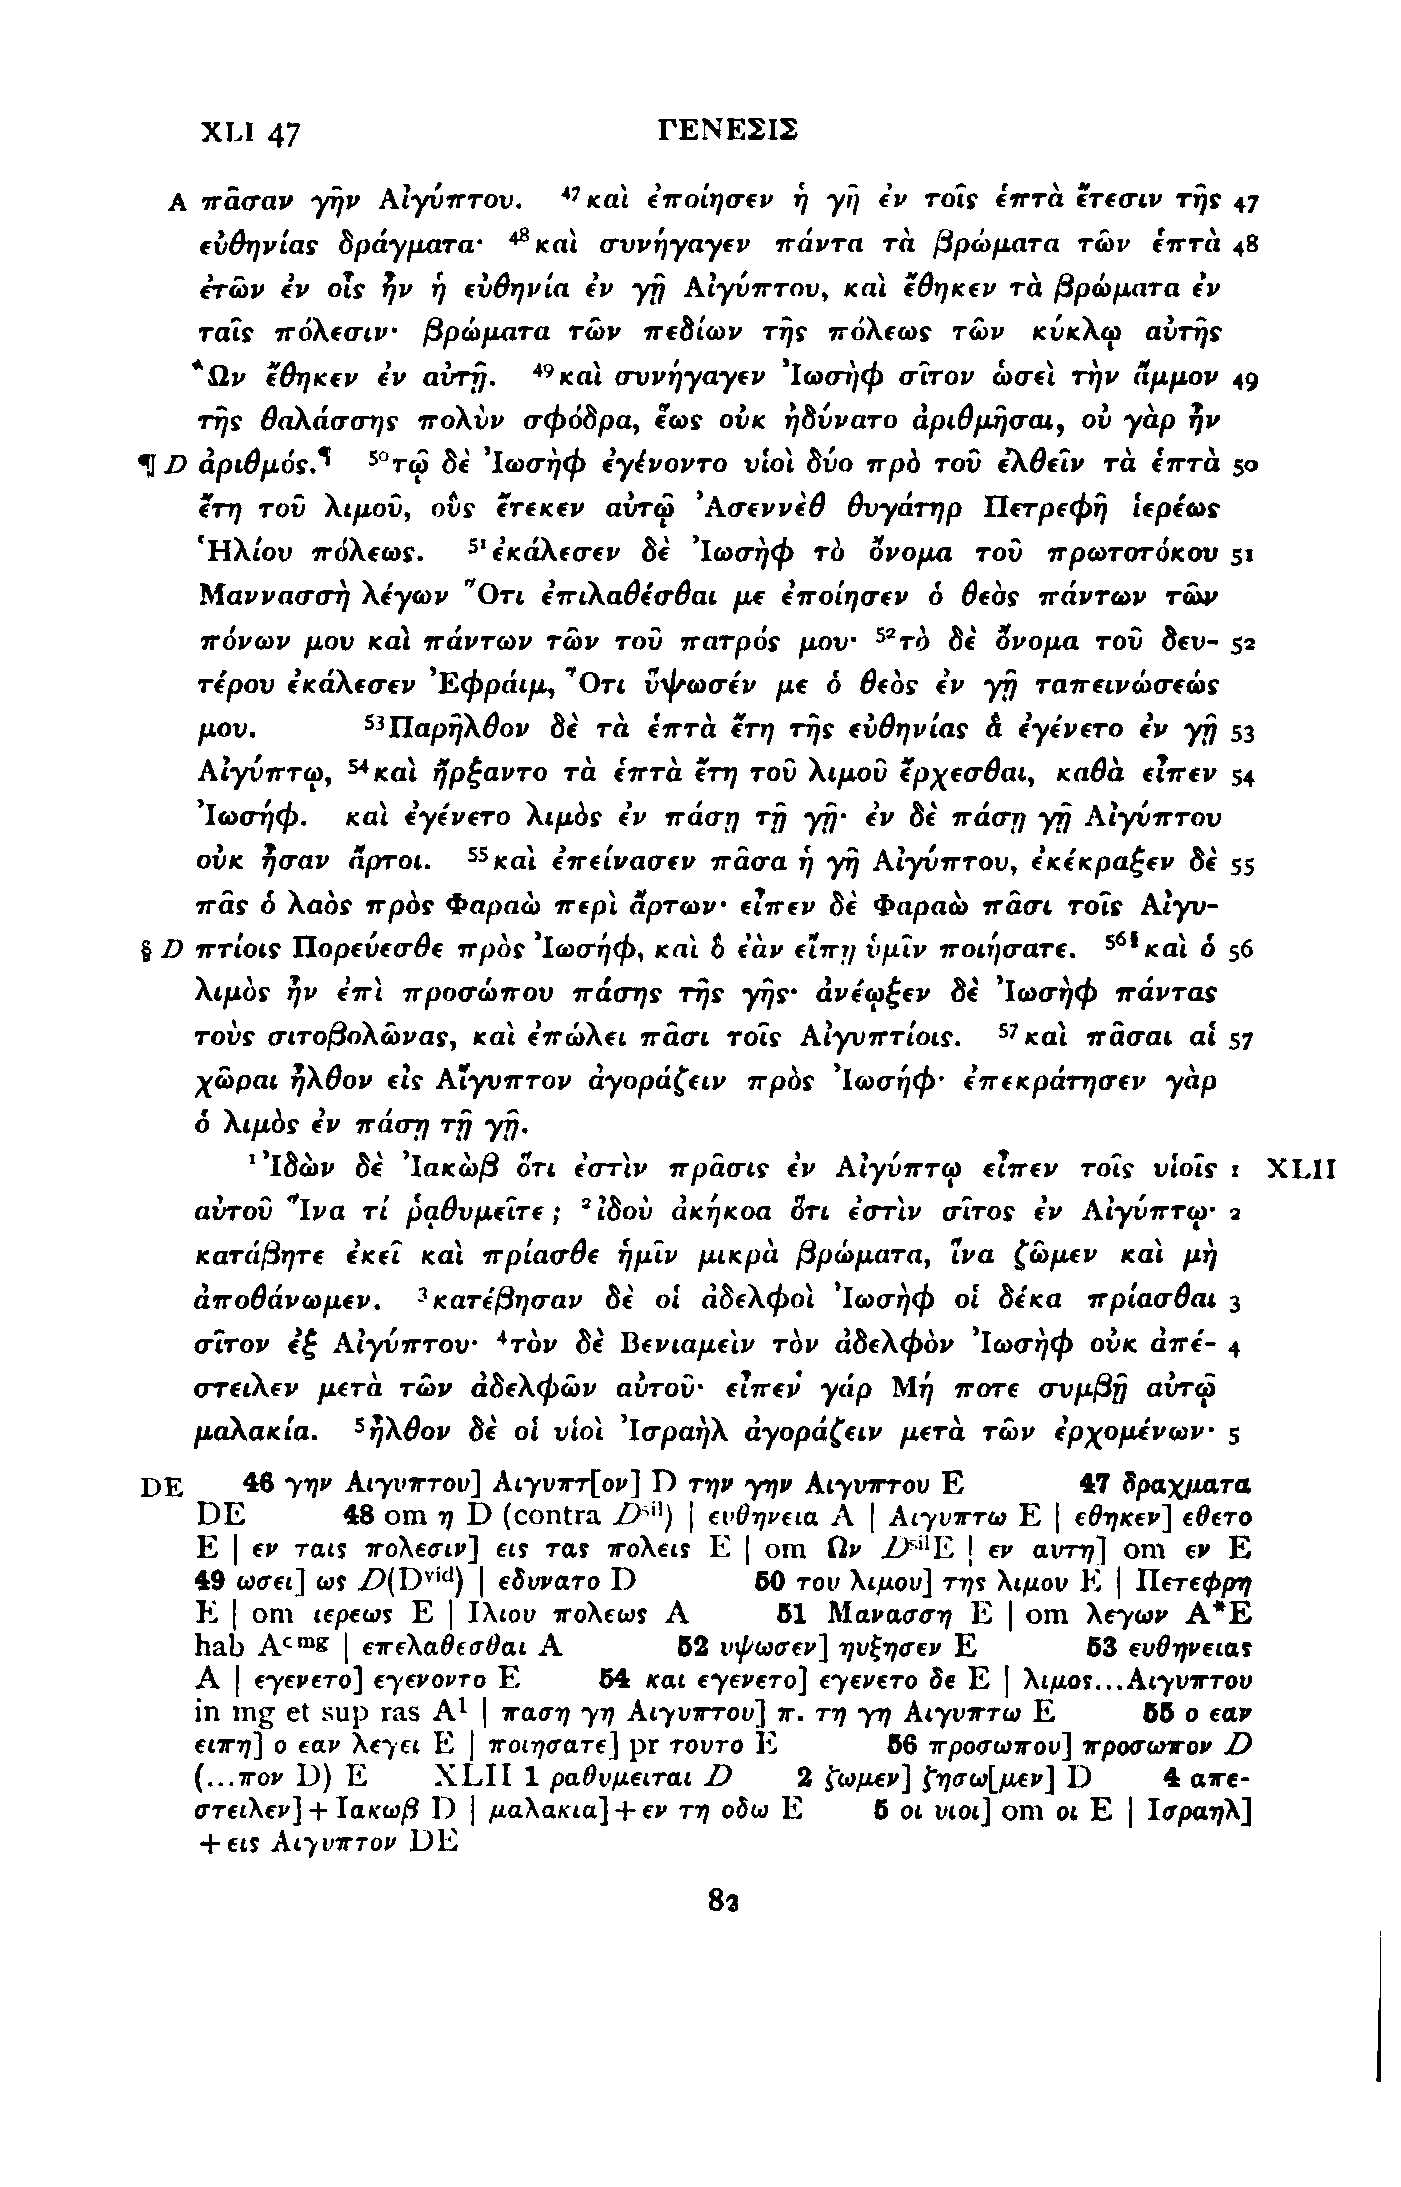 XLI 47 ΓΕΝΕΣΙΣ
A πᾶσαν γῆν Αἰγύπτου. ⁴⁷καὶ ἐποίησεν ἡ γῆ ἐν τοῖς ἑπτὰ ἔτεσιν τῆς 47
εὐθηνίας δράγματα· ⁴⁸καὶ συνήγαγεν πάντα τὰ βρώματα τῶν ἑπτὰ 48
ἐτῶν ἐν οἷς ἦν ἡ εὐθηνία ἐν γῇ Αἰγύπτου, καὶ ἔθηκεν τὰ βρώματα ἐν
ταῖς πόλεσιν· βρώματα τῶν πεδίων τῆς πόλεως τῶν κύκλῳ αὐτῆς
Ὢν ἔθηκεν ἐν αὐτῇ. ⁴⁹καὶ συνήγαγεν Ἰωσὴφ σῖτον ὡσεὶ τὴν ἄμμον 49
τῆς θαλάσσης πολὺν σφόδρα, ἕως οὐκ ἠδύνατο ἀριθμῆσαι, οὐ γὰρ ἦν
¶ D ἀριθμός.¶ ⁵⁰τῷ δὲ Ἰωσὴφ ἐγένοντο υἱοὶ δύο πρὸ τοῦ ἐλθεῖν τὰ ἑπτὰ 50
ἔτη τοῦ λιμοῦ, οὓς ἔτεκεν αὐτῷ Ἀσεννὲθ θυγάτηρ Πετρεφῆ ἱερέως
Ἡλίου πόλεως. ⁵¹ἐκάλεσεν δὲ Ἰωσὴφ τὸ ὄνομα τοῦ πρωτοτόκου 51
Μαννασσὴ λέγων Ὅτι ἐπιλαθέσθαι με ἐποίησεν ὁ θεὸς πάντων τῶν
πόνων μου καὶ πάντων τῶν τοῦ πατρός μου· ⁵²τὸ δὲ ὄνομα τοῦ δευ- 52
τέρου ἐκάλεσεν Ἐφράιμ, Ὅτι ὕψωσέν με ὁ θεὸς ἐν γῇ ταπεινώσεώς
μου. ⁵³Παρῆλθον δὲ τὰ ἑπτὰ ἔτη τῆς εὐθηνίας ἃ ἐγένετο ἐν γῇ 53
Αἰγύπτῳ, ⁵⁴καὶ ἤρξαντο τὰ ἑπτὰ ἔτη τοῦ λιμοῦ ἔρχεσθαι, καθὰ εἶπεν 54
Ἰωσήφ. καὶ ἐγένετο λιμὸς ἐν πάσῃ τῇ γῇ· ἐν δὲ πάσῃ γῇ Αἰγύπτου
οὐκ ἦσαν ἄρτοι. ⁵⁵καὶ ἐπείνασεν πᾶσα ἡ γῆ Αἰγύπτου, ἐκέκραξεν δὲ 55
πᾶς ὁ λαὸς πρὸς Φαραὼ περὶ ἄρτων· εἶπεν δὲ Φαραὼ πᾶσι τοῖς Αἰγυ-
§ D πτίοις Πορεύεσθε πρὸς Ἰωσήφ, καὶ ὃ ἐὰν εἴπῃ ὑμῖν ποιήσατε. ⁵⁶§καὶ ὁ 56
λιμὸς ἦν ἐπὶ προσώπου πάσης τῆς γῆς· ἀνέῳξεν δὲ Ἰωσὴφ πάντας
τοὺς σιτοβολῶνας, καὶ ἐπώλει πᾶσι τοῖς Αἰγυπτίοις. ⁵⁷καὶ πᾶσαι αἱ 57
χῶραι ἦλθον εἰς Αἴγυπτον ἀγοράζειν πρὸς Ἰωσήφ· ἐπεκράτησεν γὰρ
ὁ λιμὸς ἐν πάσῃ τῇ γῇ.
¹Ἰδὼν δὲ Ἰακὼβ ὅτι ἐστὶν πρᾶσις ἐν Αἰγύπτῳ εἶπεν τοῖς υἱοῖς 1 XLII
αὐτοῦ Ἵνα τί ῥᾳθυμεῖτε; ²ἰδοὺ ἀκήκοα ὅτι ἐστὶν σῖτος ἐν Αἰγύπτῳ· 2
κατάβητε ἐκεῖ καὶ πρίασθε ἡμῖν μικρὰ βρώματα, ἵνα ζῶμεν καὶ μὴ
ἀποθάνωμεν. ³κατέβησαν δὲ οἱ ἀδελφοὶ Ἰωσὴφ οἱ δέκα πρίασθαι 3
σῖτον ἐξ Αἰγύπτου· ⁴τὸν δὲ Βενιαμεὶν τὸν ἀδελφὸν Ἰωσὴφ οὐκ ἀπέ- 4
στειλεν μετὰ τῶν ἀδελφῶν αὐτοῦ· εἶπεν γάρ Μή ποτε συμβῇ αὐτῷ
μαλακία. ⁵ἦλθον δὲ οἱ υἱοὶ Ἰσραὴλ ἀγοράζειν μετὰ τῶν ἐρχομένων· 5
DE 46 γην Αιγυπτου] Αιγυπτ[ον] D την γην Αιγυπτου E 47 δραχματα
DE 48 om η D (contra Dˢⁱˡ) | ευθηνεια A | Αιγυπτω E | εθηκεν] εθετο
E | εν ταις πολεσιν] εις τας πολεις E | om Ων DˢⁱˡE | εν αυτη] om εν E
49 ωσει] ως D(Dᵛⁱᵈ) | εδυνατο D 50 του λιμου] της λιμου E | Πετεφρη
E | om ιερεως E | Ιλιου πολεως A 51 Μανασση E | om λεγων A*E
hab Aᶜᵐᵍ | επελαθεσθαι A 52 υψωσεν] ηυξησεν E 53 ευθηνειας
A | εγενετο] εγενοντο E 54 και εγενετο] εγενετο δε E | λιμος...Αιγυπτου
in mg et sup ras A¹ | παση γη Αιγυπτου] π. τη γη Αιγυπτω E 55 ο εαν
ειπη] ο εαν λεγει E | ποιησατε] pr τουτο E 56 προσωπου] προσωπον D
(...πον D) E XLII 1 ραθυμειται D 2 ζωμεν] ζησω[μεν] D 4 απε-
στειλεν]+Ιακωβ D | μαλακια]+εν τη οδω E 5 οι υιοι] om οι E | Ισραηλ]
+εις Αιγυπτον DE
82